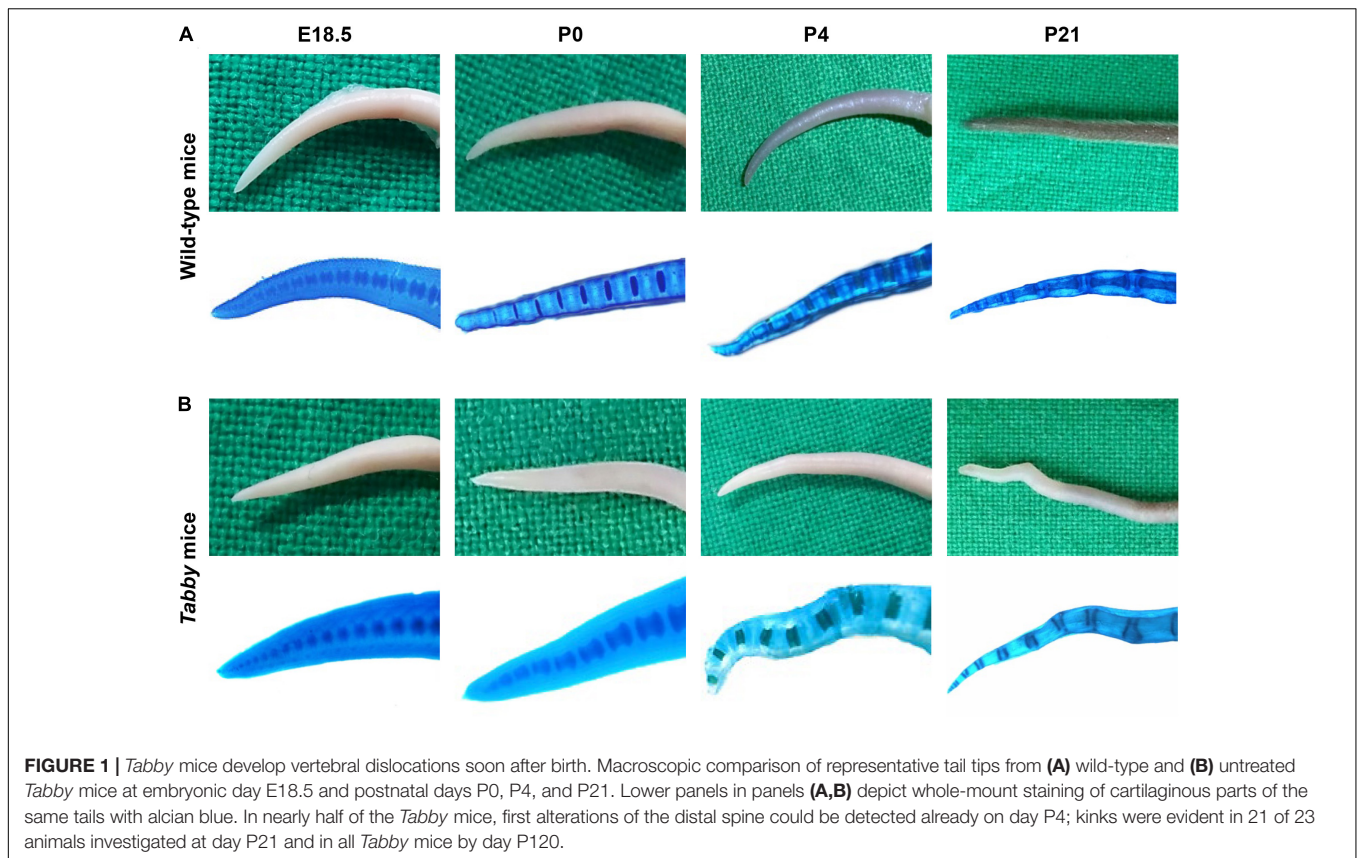 A
E18.5
P0
P4
P21
Wild-type mice
B
Tabby mice
FIGURE 1 | Tabby mice develop vertebral dislocations soon after birth. Macroscopic comparison of representative tail tips from (A) wild-type and (B) untreated
Tabby mice at embryonic day E18.5 and postnatal days P0, P4, and P21. Lower panels in panels (A,B) depict whole-mount staining of cartilaginous parts of the
same tails with alcian blue. In nearly half of the Tabby mice, first alterations of the distal spine could be detected already on day P4; kinks were evident in 21 of 23
animals investigated at day P21 and in all Tabby mice by day P120.